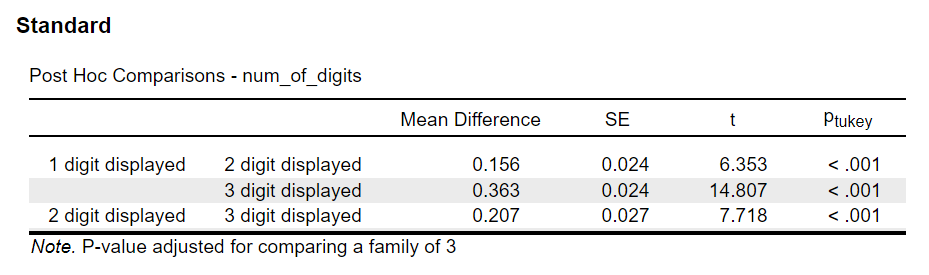 Standard
Post Hoc Comparisons - num_of_digits
Mean Difference SE t ptukey
1 digit displayed 2 digit displayed 0.156 0.024 6.353 < .001
3 digit displayed 0.363 0.024 14.807 < .001
2 digit displayed 3 digit displayed 0.207 0.027 7.718 < .001
Note. P-value adjusted for comparing a family of 3